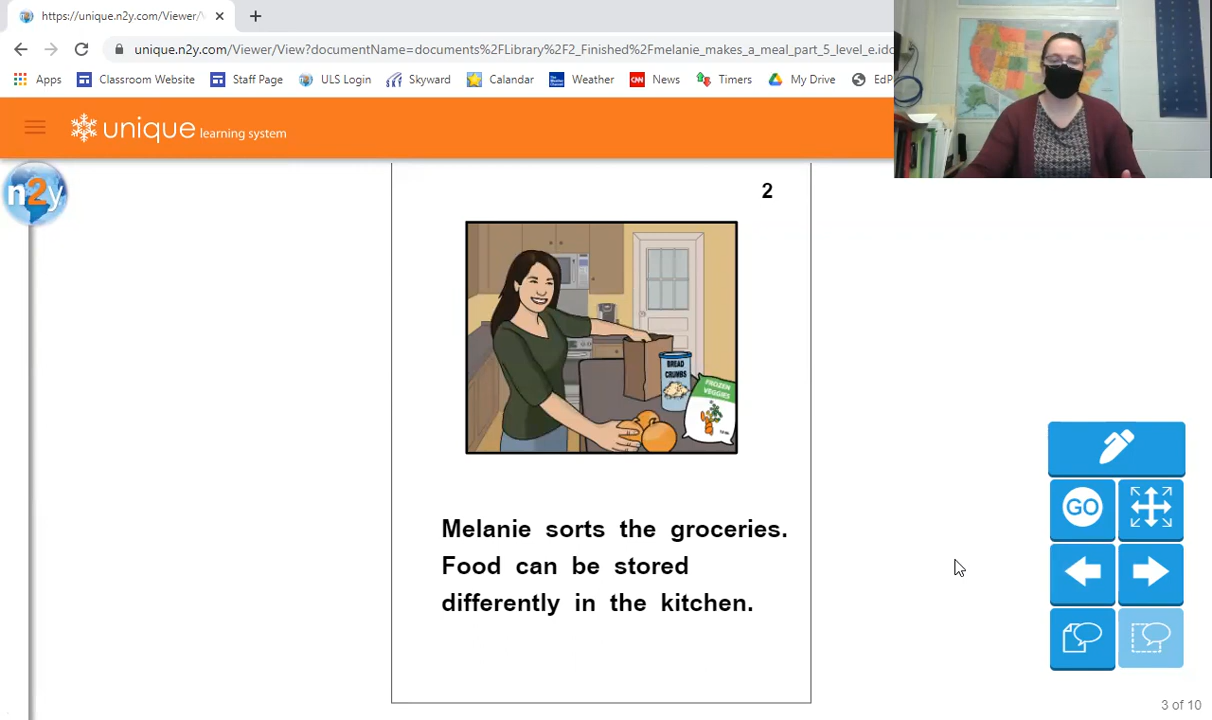 https://unique.n2y.com/Viewer/
unique.n2y.com/Viewer/View?documentName=documents%2FLibrary%2F2_Finished%2Fmelanie_makes_a_meal_part_5_level_e.ido
Apps Classroom Website Staff Page ULS Login Skyward Calandar Weather News Timers My Drive EdP
unique learning system
n2y
2
BREAD
CRUMBS
FROZEN
VEGGIES
Melanie sorts the groceries.
Food can be stored
differently in the kitchen.
GO
3 of 10